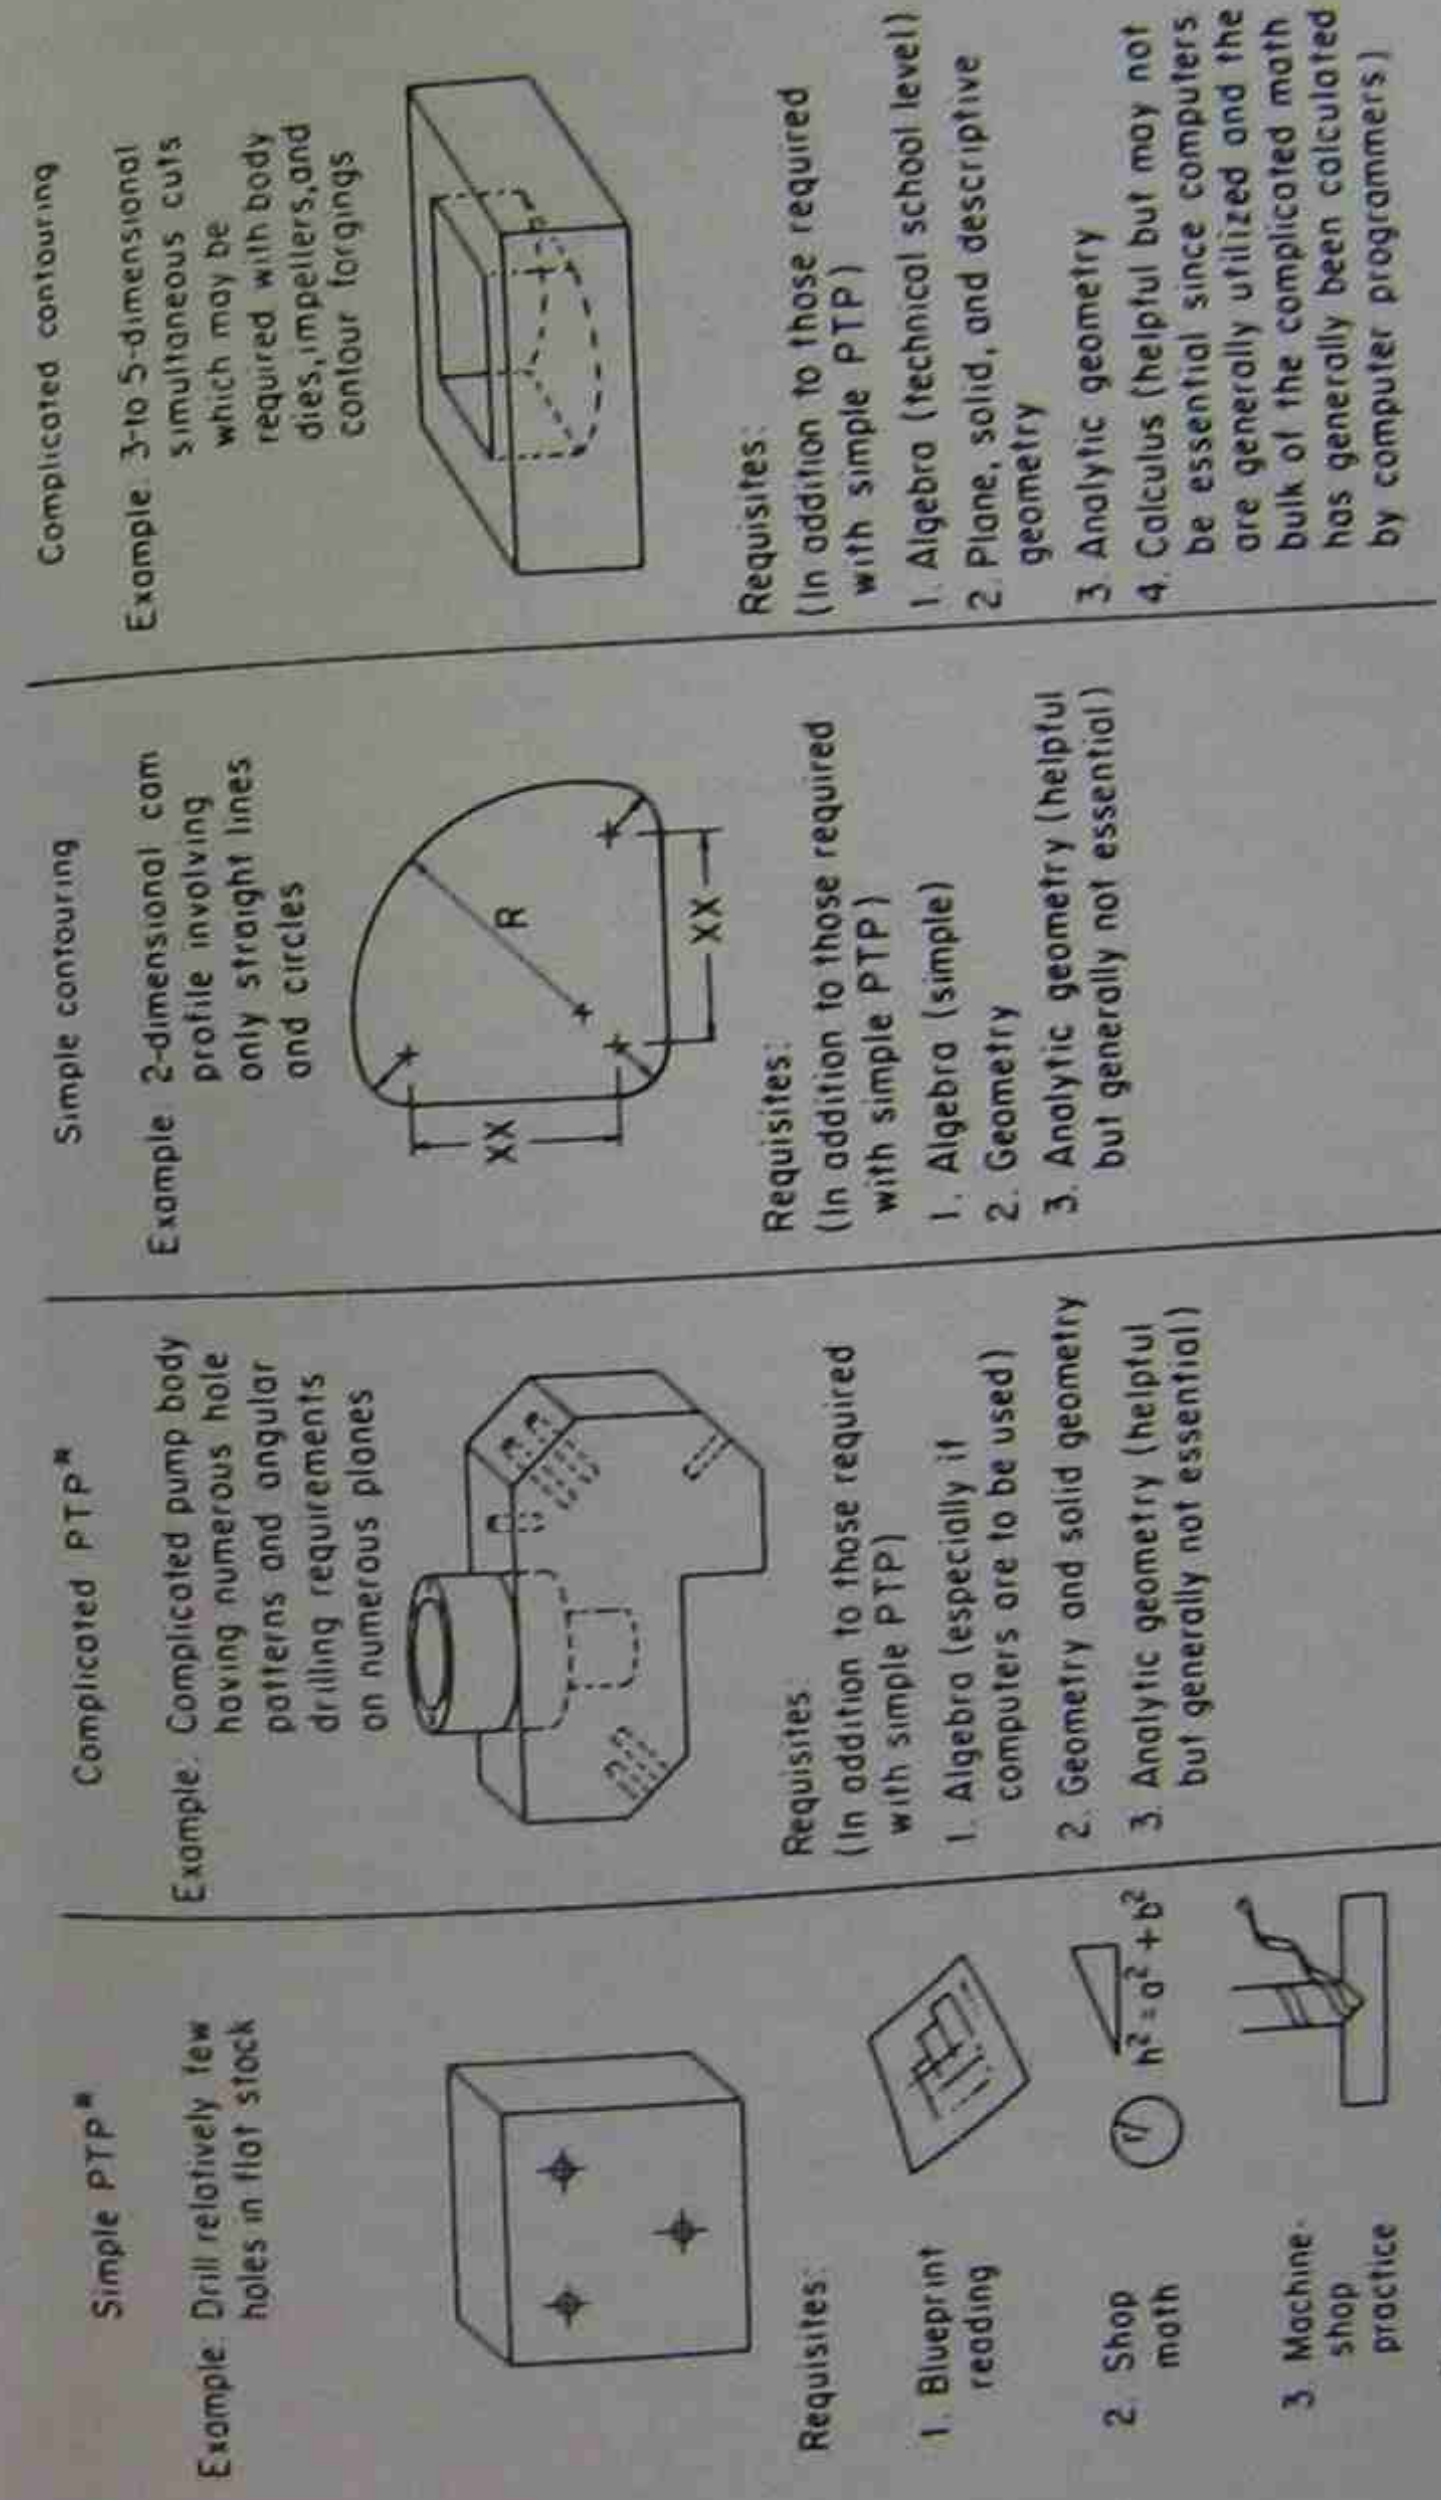 Simple PTP*
Example: Drill relatively few
holes in flat stock
Requisites:
1. Blueprint
reading
2. Shop
math
r
h² = a² + b²
3. Machine-
shop
practice
Complicated PTP*
Example: Complicated pump body
having numerous hole
patterns and angular
drilling requirements
on numerous planes
Requisites:
(In addition to those required
with simple PTP)
1. Algebra (especially if
computers are to be used)
2. Geometry and solid geometry
3. Analytic geometry (helpful
but generally not essential)
Simple contouring
Example: 2-dimensional cam
profile involving
only straight lines
and circles
R
XX
XX
Requisites:
(In addition to those required
with simple PTP)
1. Algebra (simple)
2. Geometry
3. Analytic geometry (helpful
but generally not essential)
Complicated contouring
Example: 3-to 5-dimensional
simultaneous cuts
which may be
required with body
dies, impellers, and
contour forgings
Requisites:
(In addition to those required
with simple PTP)
1. Algebra (technical school level)
2. Plane, solid, and descriptive
geometry
3. Analytic geometry
4. Calculus (helpful but may not
be essential since computers
are generally utilized and the
bulk of the complicated math
has generally been calculated
by computer programmers)